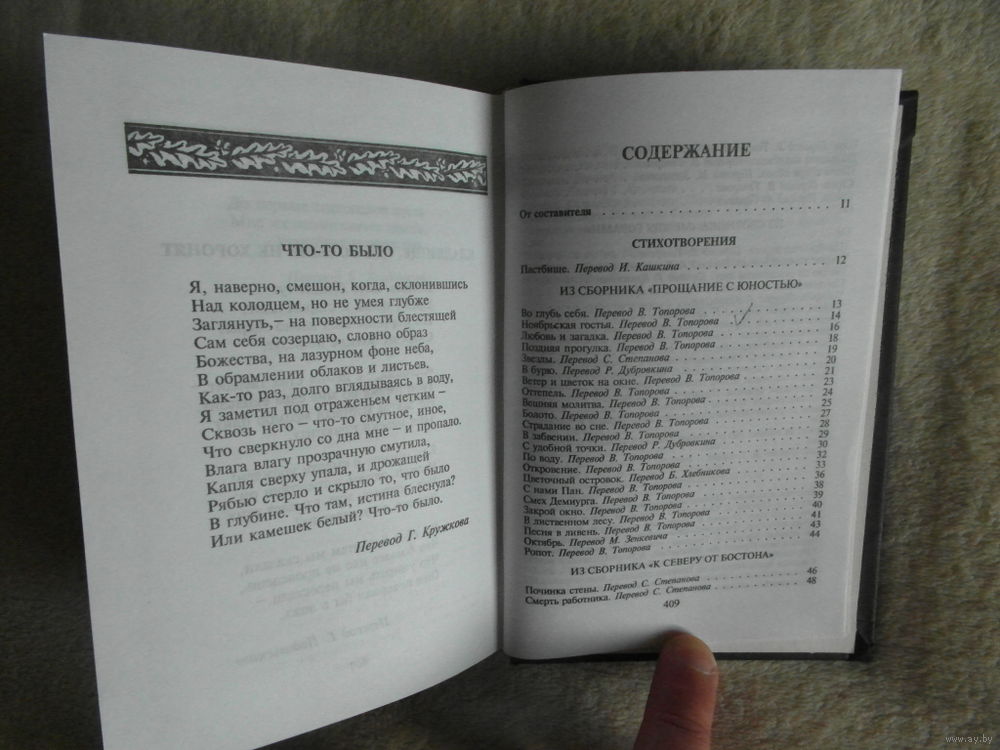 ЧТО-ТО БЫЛО
Я, наверно, смешон, когда, склонившись
Над колодцем, но не умея глубже
Заглянуть,- на поверхности блестящей
Сам себя созерцаю, словно образ
Божества, на лазурном фоне неба,
В обрамлении облаков и листьев.
Как-то раз, долго вглядываясь в воду,
Я заметил под отраженьем четким -
Сквозь него - что-то смутное, иное,
Что сверкнуло со дна мне - и пропало.
Влага влагу прозрачную смутила,
Капля сверху упала, и дрожащей
Рябью стерло и скрыло то, что было
В глубине. Что там, истина блеснула?
Или камешек белый? Что-то было.
Перевод Г. Кружкова
СОДЕРЖАНИЕ
От составителя . . . . . . . . . . . . . . . . . . . . 11
СТИХОТВОРЕНИЯ
Пастбище. Перевод И. Кашкина . . . . . . . . . . . 12
ИЗ СБОРНИКА «ПРОЩАНИЕ С ЮНОСТЬЮ»
Во глубь себя. Перевод В. Топорова . . . . . . . . 13
Ноябрьская гостья. Перевод В. Топорова . . . . . . 14
Любовь и загадка. Перевод В. Топорова . . . . . . 16
Поздняя прогулка. Перевод В. Топорова . . . . . . 18
Звезды. Перевод С. Степанова . . . . . . . . . . . 19
В бурю. Перевод Р. Дубровкина . . . . . . . . . . 20
Ветер и цветок на окне. Перевод В. Топорова . . . 21
Оттепель. Перевод В. Топорова . . . . . . . . . . 23
Вешняя молитва. Перевод В. Топорова . . . . . . . 24
Болото. Перевод В. Топорова . . . . . . . . . . . 25
Страдание во сне. Перевод В. Топорова . . . . . . 27
В забвении. Перевод В. Топорова . . . . . . . . . 28
С удобной точки. Перевод Р. Дубровкина . . . . . . 29
По воду. Перевод В. Топорова . . . . . . . . . . . 30
Откровение. Перевод В. Топорова . . . . . . . . . 32
Цветочный островок. Перевод Б. Хлебникова . . . . 33
С нами Пан. Перевод В. Топорова . . . . . . . . . 36
Смех Демиурга. Перевод В. Топорова . . . . . . . . 38
Закрой окно. Перевод В. Топорова . . . . . . . . . 39
В лиственном лесу. Перевод В. Топорова . . . . . . 40
Песня в ливень. Перевод В. Топорова . . . . . . . 41
Октябрь. Перевод М. Зенкевича . . . . . . . . . . 43
Ропот. Перевод В. Топорова . . . . . . . . . . . . 44
ИЗ СБОРНИКА «К СЕВЕРУ ОТ БОСТОНА»
Починка стены. Перевод С. Степанова . . . . . . . 46
Смерть работника. Перевод С. Степанова . . . . . . 48
409
www.ay.by